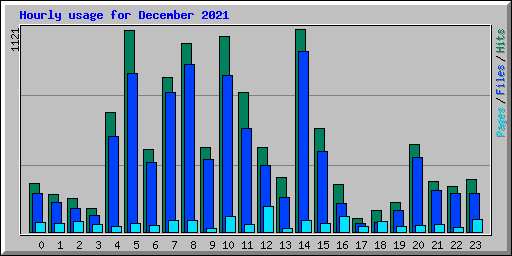 Hourly usage for December 2021
1121
Pages/Files/Hits
0 1 2 3 4 5 6 7 8 9 10 11 12 13 14 15 16 17 18 19 20 21 22 23